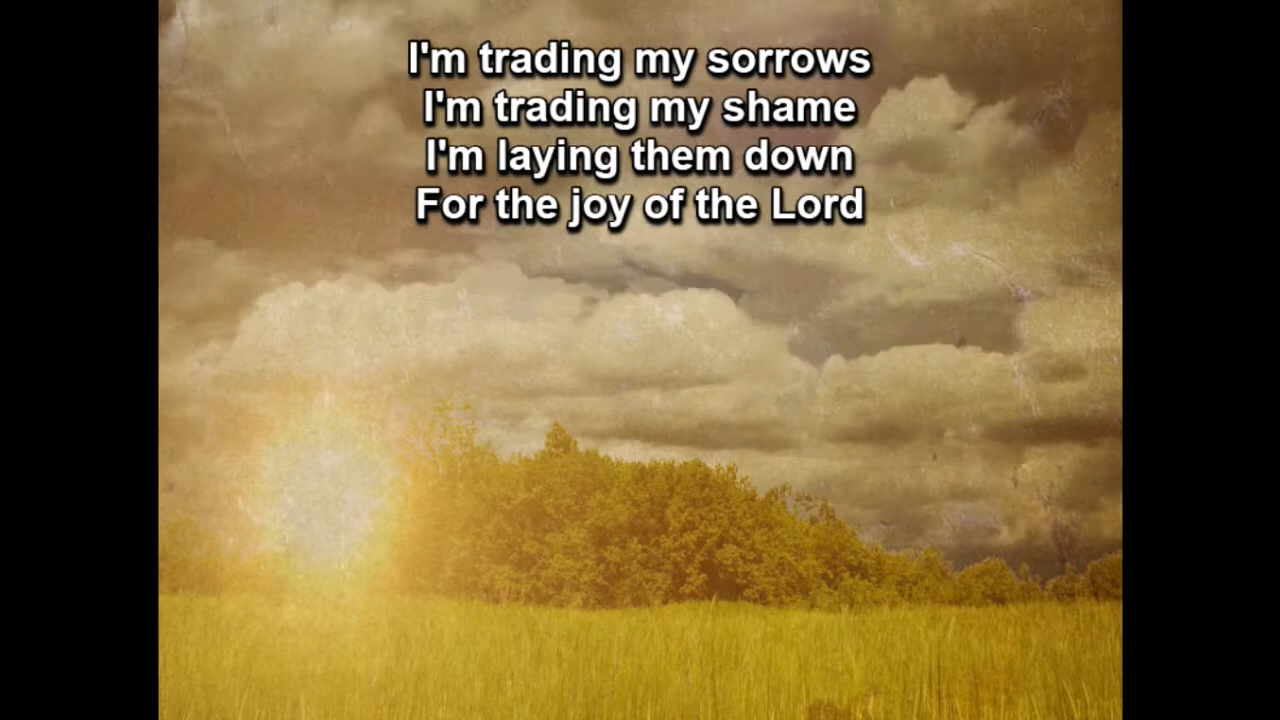 I'm trading my sorrows
I'm trading my shame
I'm laying them down
For the joy of the Lord